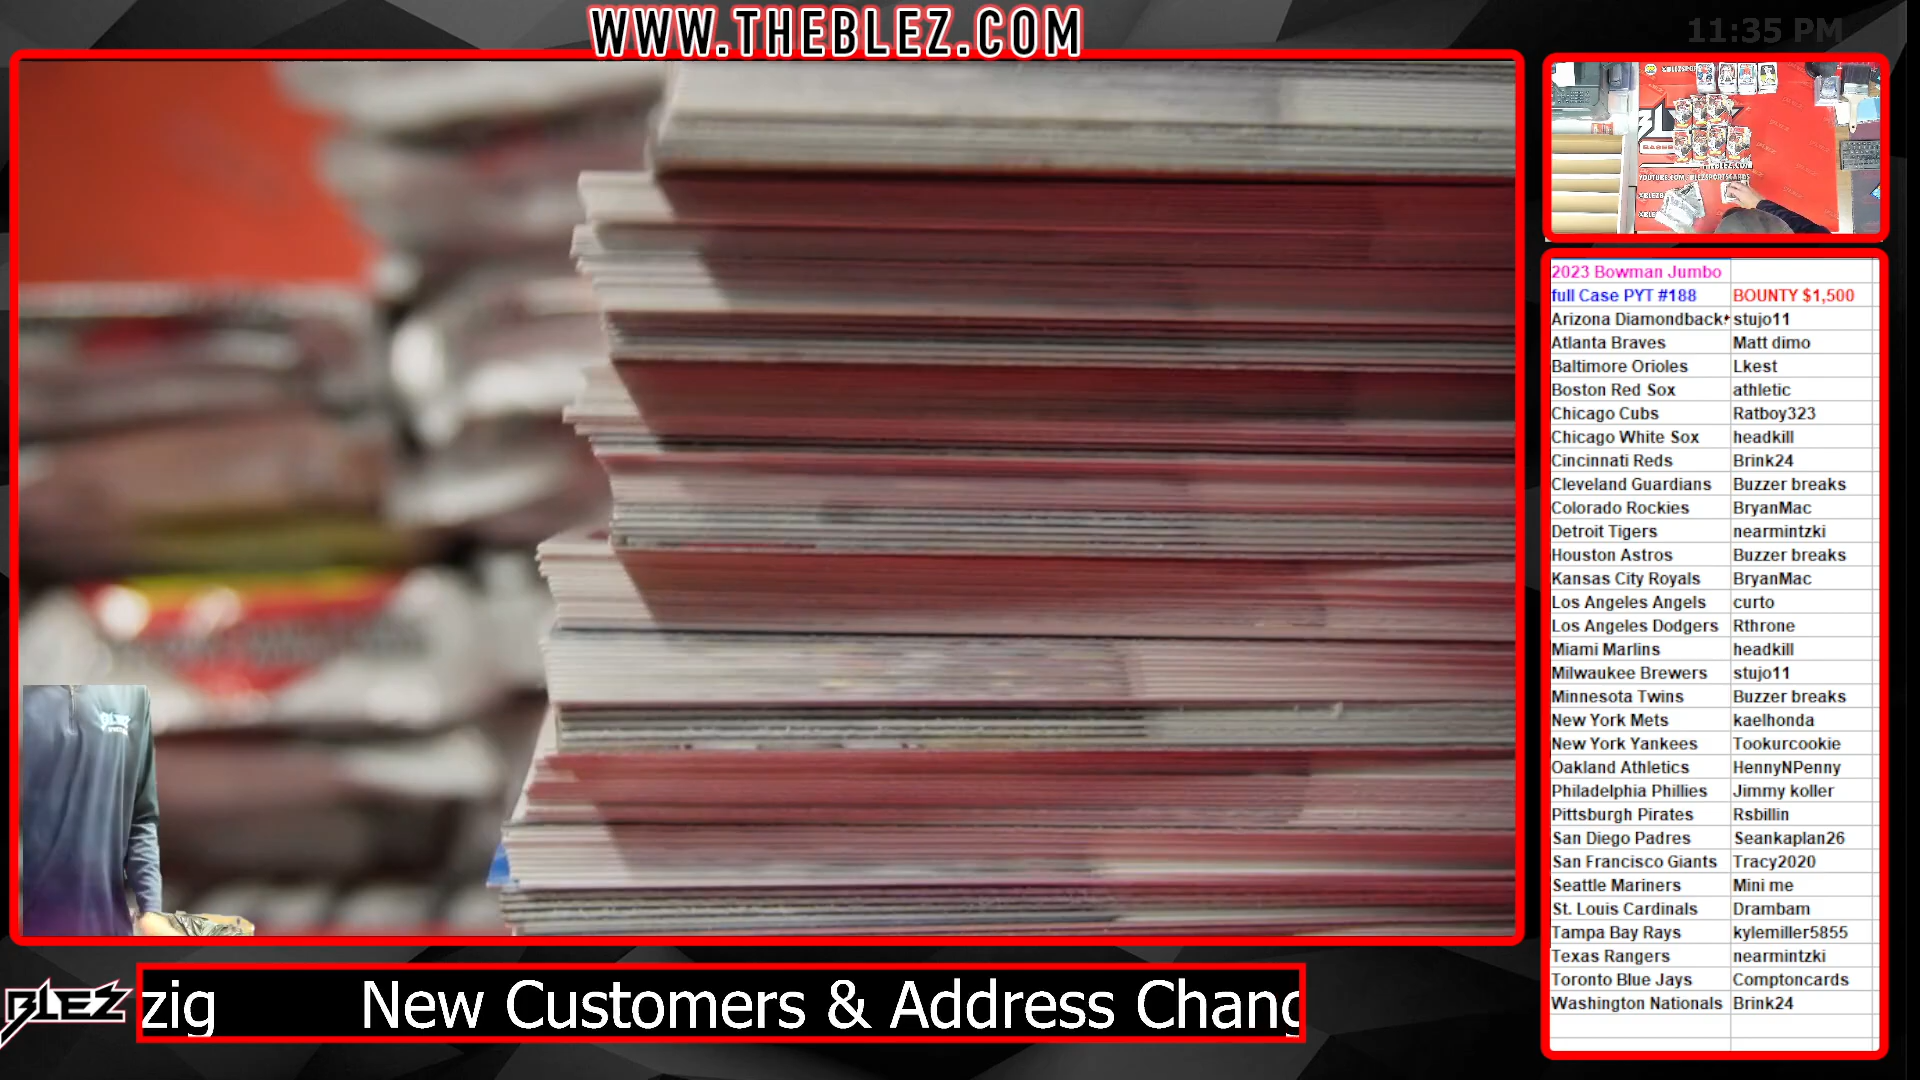 WWW.THEBLEZ.COM
11:35 PM
2023 Bowman Jumbo
full Case PYT #188 BOUNTY $1,500
Arizona Diamondback stujo11
Atlanta Braves Matt dimo
Baltimore Orioles Lkest
Boston Red Sox athletic
Chicago Cubs Ratboy323
Chicago White Sox headkill
Cincinnati Reds Brink24
Cleveland Guardians Buzzer breaks
Colorado Rockies BryanMac
Detroit Tigers nearmintzki
Houston Astros Buzzer breaks
Kansas City Royals BryanMac
Los Angeles Angels curto
Los Angeles Dodgers Rthrone
Miami Marlins headkill
Milwaukee Brewers stujo11
Minnesota Twins Buzzer breaks
New York Mets kaelhonda
New York Yankees Tookurcookie
Oakland Athletics HennyNPenny
Philadelphia Phillies Jimmy koller
Pittsburgh Pirates Rsbillin
San Diego Padres Seankaplan26
San Francisco Giants Tracy2020
Seattle Mariners Mini me
St. Louis Cardinals Drambam
Tampa Bay Rays kylemiller5855
Texas Rangers nearmintzki
Toronto Blue Jays Comptoncards
Washington Nationals Brink24
BLEZ
zig New Customers & Address Chang